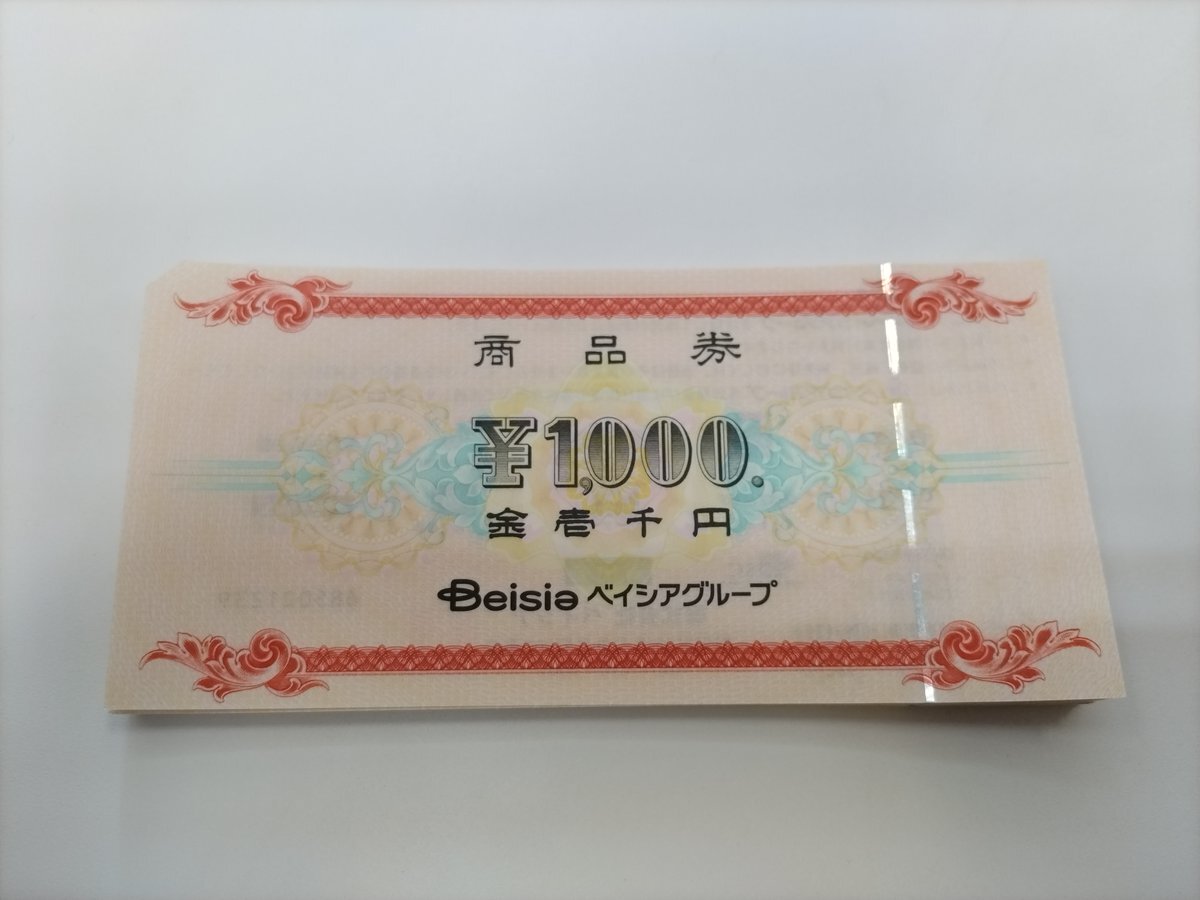 商品券
¥1,000.
金壱千円
Beisia ベイシアグループ